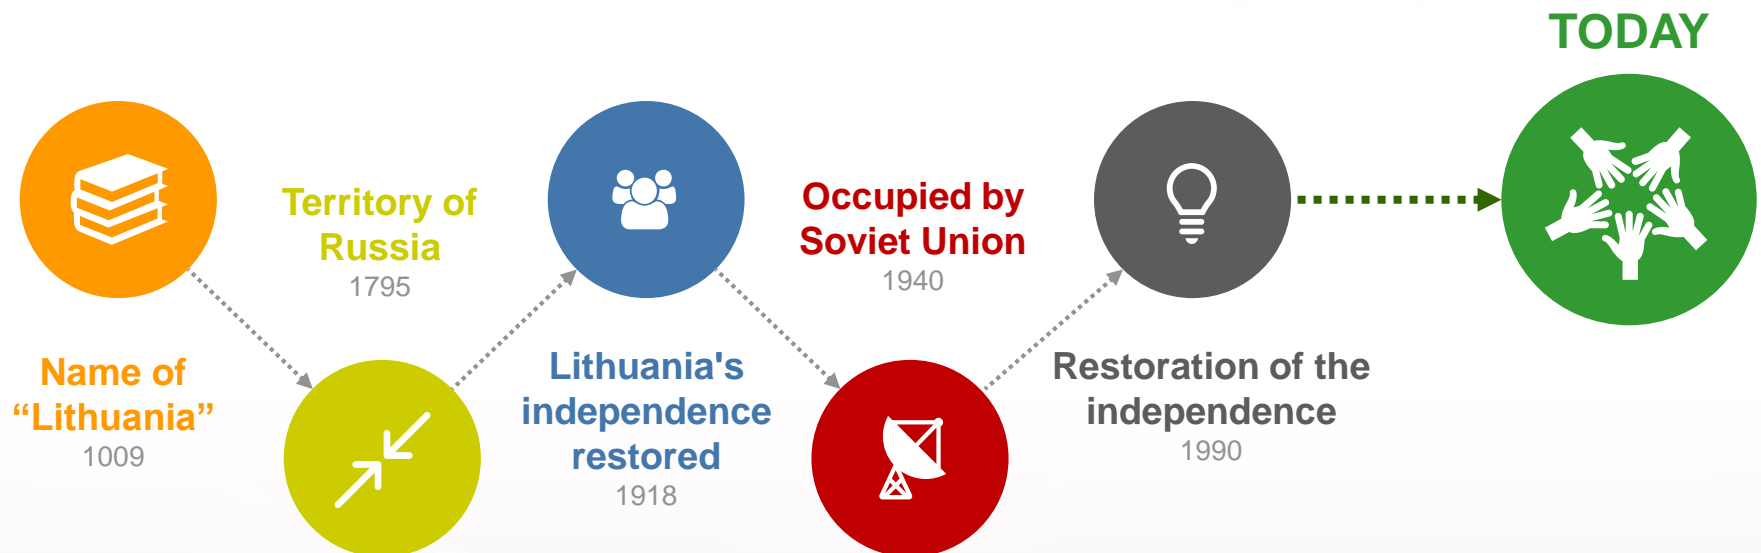 Name of
“Lithuania”
1009
Territory of
Russia
1795
Lithuania's
independence
restored
1918
Occupied by
Soviet Union
1940
Restoration of the
independence
1990
TODAY